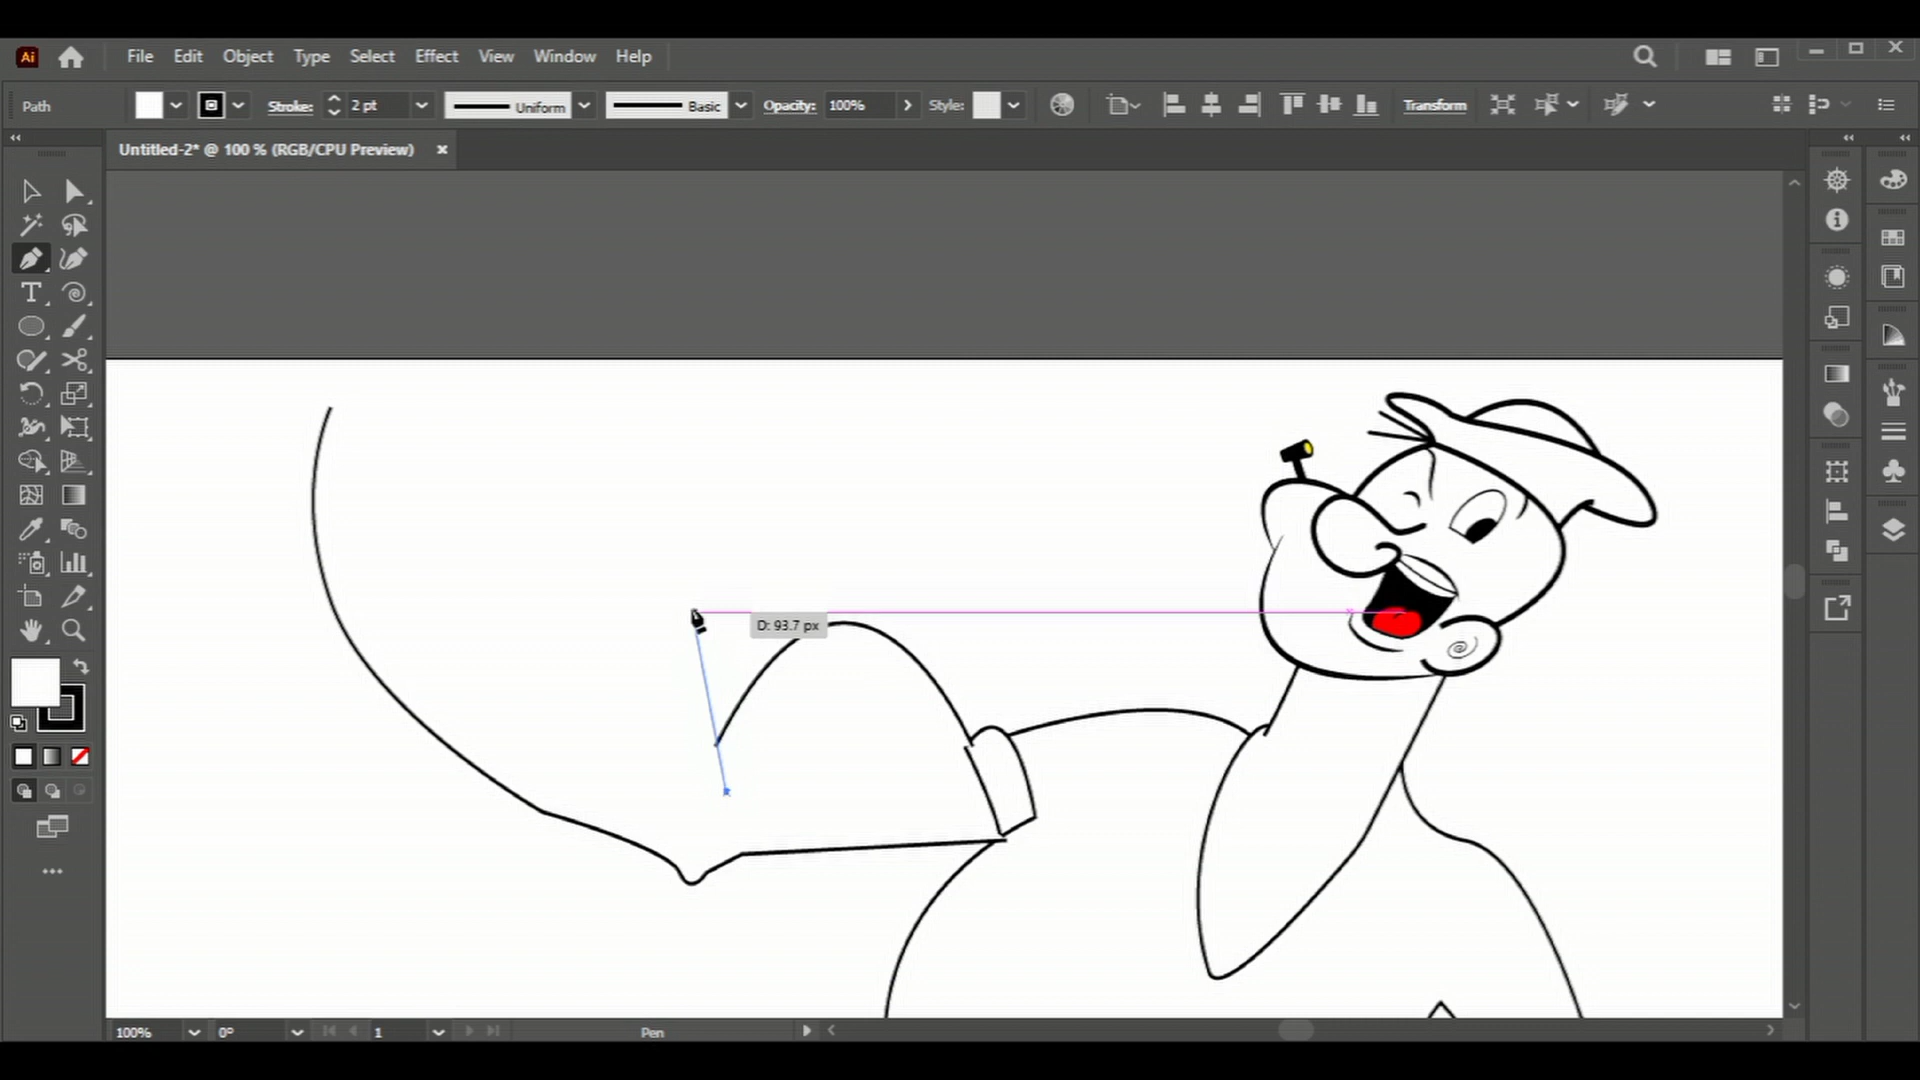 Ai File Edit Object Type Select Effect View Window Help
Path Stroke: 2 pt Uniform Basic Opacity: 100% Style: Transform
Untitled-2* @ 100 % (RGB/CPU Preview)
D: 93.7 px
100% 0° 1 Pen